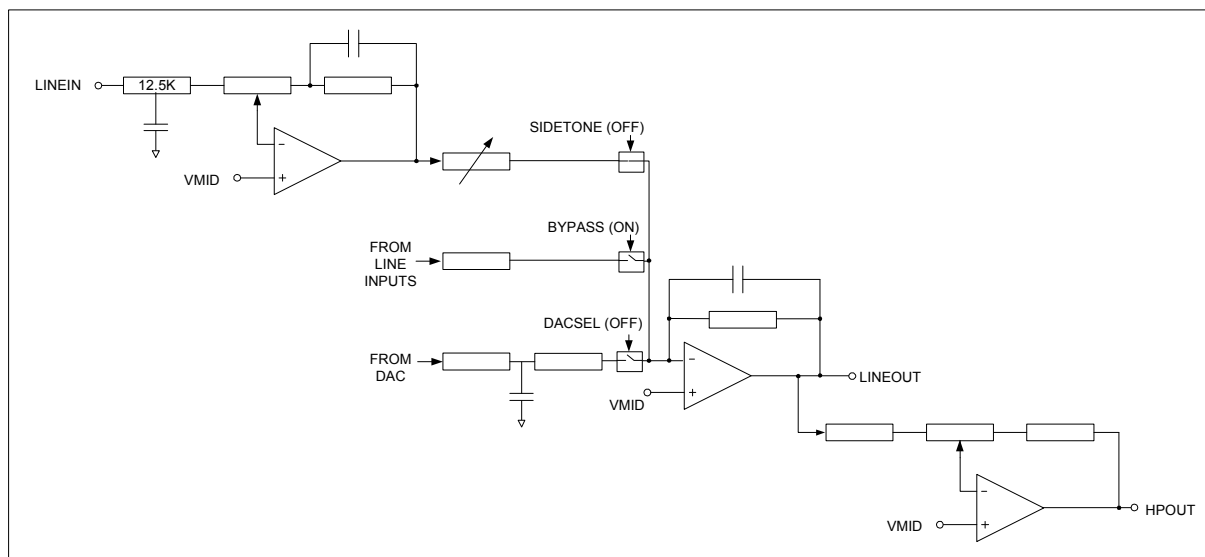 LINEIN
12.5K
−
+
VMID
SIDETONE (OFF)
BYPASS (ON)
FROM
LINE
INPUTS
DACSEL (OFF)
FROM
DAC
−
+
VMID
LINEOUT
−
+
VMID
HPOUT